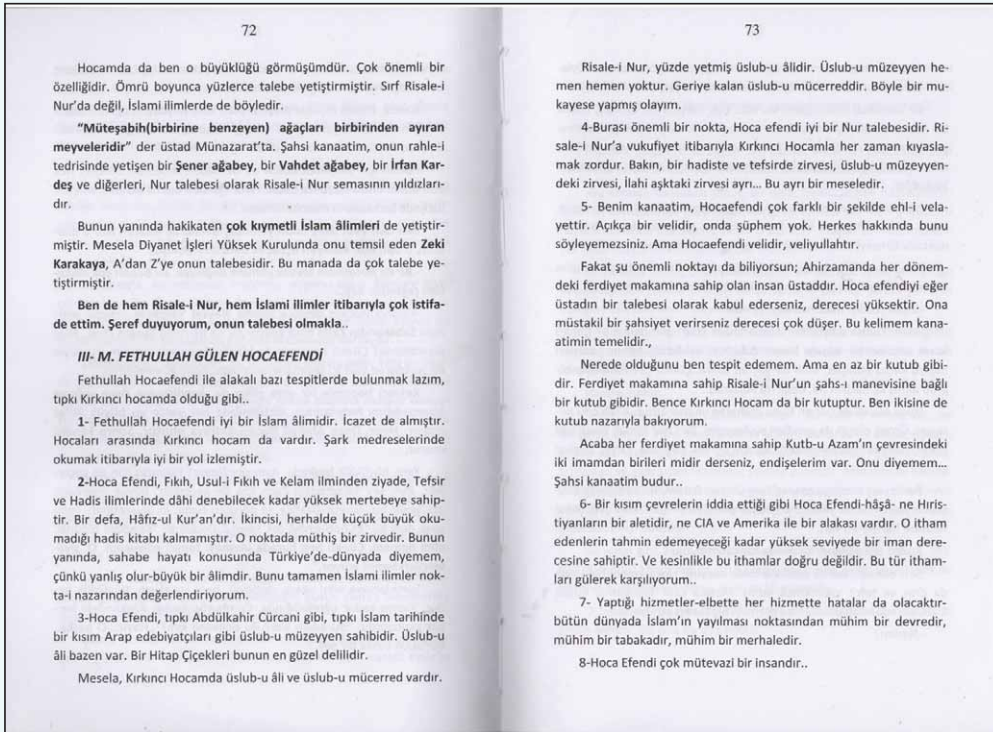 72
Hocamda da ben o büyüklüğü görmüşümdür. Çok önemli bir
özelliğidir. Ömrü boyunca yüzlerce talebe yetiştirmiştir. Sırf Risale-i
Nur'da değil, İslami ilimlerde de böyledir.
"Müteşabih(birbirine benzeyen) ağaçları birbirinden ayıran
meyveleridir" der üstad Münazarat'ta. Şahsi kanaatim, onun rahle-i
tedrisinde yetişen bir Şener ağabey, bir Vahdet ağabey, bir İrfan Kar-
deş ve diğerleri, Nur talebesi olarak Risale-i Nur semasının yıldızları-
dır.
Bunun yanında hakikaten çok kıymetli İslam âlimleri de yetiştir-
miştir. Mesela Diyanet İşleri Yüksek Kurulunda onu temsil eden Zeki
Karakaya, A'dan Z'ye onun talebesidir. Bu manada da çok talebe ye-
tiştirmiştir.
Ben de hem Risale-i Nur, hem İslami ilimler itibarıyla çok istifa-
de ettim. Şeref duyuyorum, onun talebesi olmakla..
III- M. FETHULLAH GÜLEN HOCAEFENDİ
Fethullah Hocaefendi ile alakalı bazı tespitlerde bulunmak lazım,
tıpkı Kırkıncı hocamda olduğu gibi..
1- Fethullah Hocaefendi iyi bir İslam âlimidir. İcazet de almıştır.
Hocaları arasında Kırkıncı hocam da vardır. Şark medreselerinde
okumak itibarıyla iyi bir yol izlemiştir.
2-Hoca Efendi, Fıkıh, Usul-i Fıkıh ve Kelam ilminden ziyade, Tefsir
ve Hadis ilimlerinde dâhi denebilecek kadar yüksek mertebeye sahip-
tir. Bir defa, Hâfız-ul Kur'an'dır. İkincisi, herhalde küçük büyük oku-
madığı hadis kitabı kalmamıştır. O noktada müthiş bir zirvedir. Bunun
yanında, sahabe hayatı konusunda Türkiye'de-dünyada diyemem,
çünkü yanlış olur-büyük bir âlimdir. Bunu tamamen İslami ilimler nok-
ta-i nazarından değerlendiriyorum.
3-Hoca Efendi, tıpkı Abdülkahir Cürcani gibi, tıpkı İslam tarihinde
bir kısım Arap edebiyatçıları gibi üslub-u müzeyyen sahibidir. Üslub-u
âli bazen var. Bir Hitap Çiçekleri bunun en güzel delilidir.
Mesela, Kırkıncı Hocamda üslub-u âli ve üslub-u mücerred vardır.
73
Risale-i Nur, yüzde yetmiş üslub-u âlidir. Üslub-u müzeyyen he-
men hemen yoktur. Geriye kalan üslub-u mücerreddir. Böyle bir mu-
kayese yapmış olayım.
4-Burası önemli bir nokta, Hoca efendi iyi bir Nur talebesidir. Ri-
sale-i Nur'a vukufiyet itibarıyla Kırkıncı Hocamla her zaman kıyasla-
mak zordur. Bakın, bir hadiste ve tefsirde zirvesi, üslub-u müzeyyen-
deki zirvesi, İlahi aşktaki zirvesi ayrı... Bu ayrı bir meseledir.
5- Benim kanaatim, Hocaefendi çok farklı bir şekilde ehl-i vela-
yettir. Açıkça bir velidir, onda şüphem yok. Herkes hakkında bunu
söyleyemezsiniz. Ama Hocaefendi velidir, veliyullahtır.
Fakat şu önemli noktayı da biliyorsun; Ahirzamanda her dönem-
deki ferdiyet makamına sahip olan insan üstaddır. Hoca efendiyi eğer
üstadın bir talebesi olarak kabul ederseniz, derecesi yüksektir. Ona
müstakil bir şahsiyet verirseniz derecesi çok düşer. Bu kelimem kana-
atimin temelidir.,
Nerede olduğunu ben tespit edemem. Ama en az bir kutub gibi-
dir. Ferdiyet makamına sahip Risale-i Nur'un şahs-ı manevisine bağlı
bir kutub gibidir. Bence Kırkıncı Hocam da bir kutuptur. Ben ikisine de
kutub nazarıyla bakıyorum.
Acaba her ferdiyet makamına sahip Kutb-u Azam'ın çevresindeki
iki imamdan birileri midir derseniz, endişelerim var. Onu diyemem...
Şahsi kanaatim budur..
6- Bir kısım çevrelerin iddia ettiği gibi Hoca Efendi-hâşâ- ne Hıris-
tiyanların bir aletidir, ne CIA ve Amerika ile bir alakası vardır. O itham
edenlerin tahmin edemeyeceği kadar yüksek seviyede bir iman dere-
cesine sahiptir. Ve kesinlikle bu ithamlar doğru değildir. Bu tür itham-
ları gülerek karşılıyorum..
7- Yaptığı hizmetler-elbette her hizmette hatalar da olacaktır-
bütün dünyada İslam'ın yayılması noktasından mühim bir devredir,
mühim bir tabakadır, mühim bir merhaledir.
8-Hoca Efendi çok mütevazi bir insandır..